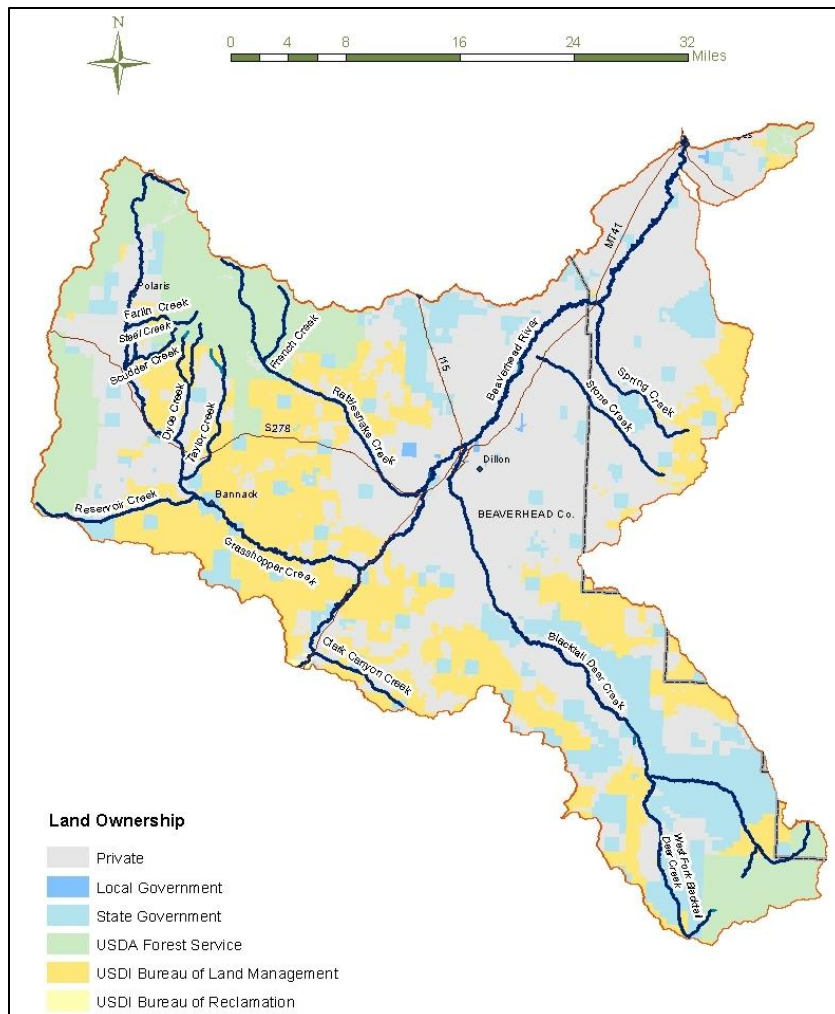 N
0 4 8 16 24 32
Miles
MT41
Polaris
Farlin Creek
Steel Creek
Scudder Creek
French Creek
Beaverhead River
I15
Dyce Creek
Taylor Creek
Rattlesnake Creek
Spring Creek
Stone Creek
S278
Dillon
Reservoir Creek
Bannack
BEAVERHEAD Co.
Grasshopper Creek
Clark Canyon Creek
Blacktail Deer Creek
West Fork Blacktail
Deer Creek
Land Ownership
Private
Local Government
State Government
USDA Forest Service
USDI Bureau of Land Management
USDI Bureau of Reclamation